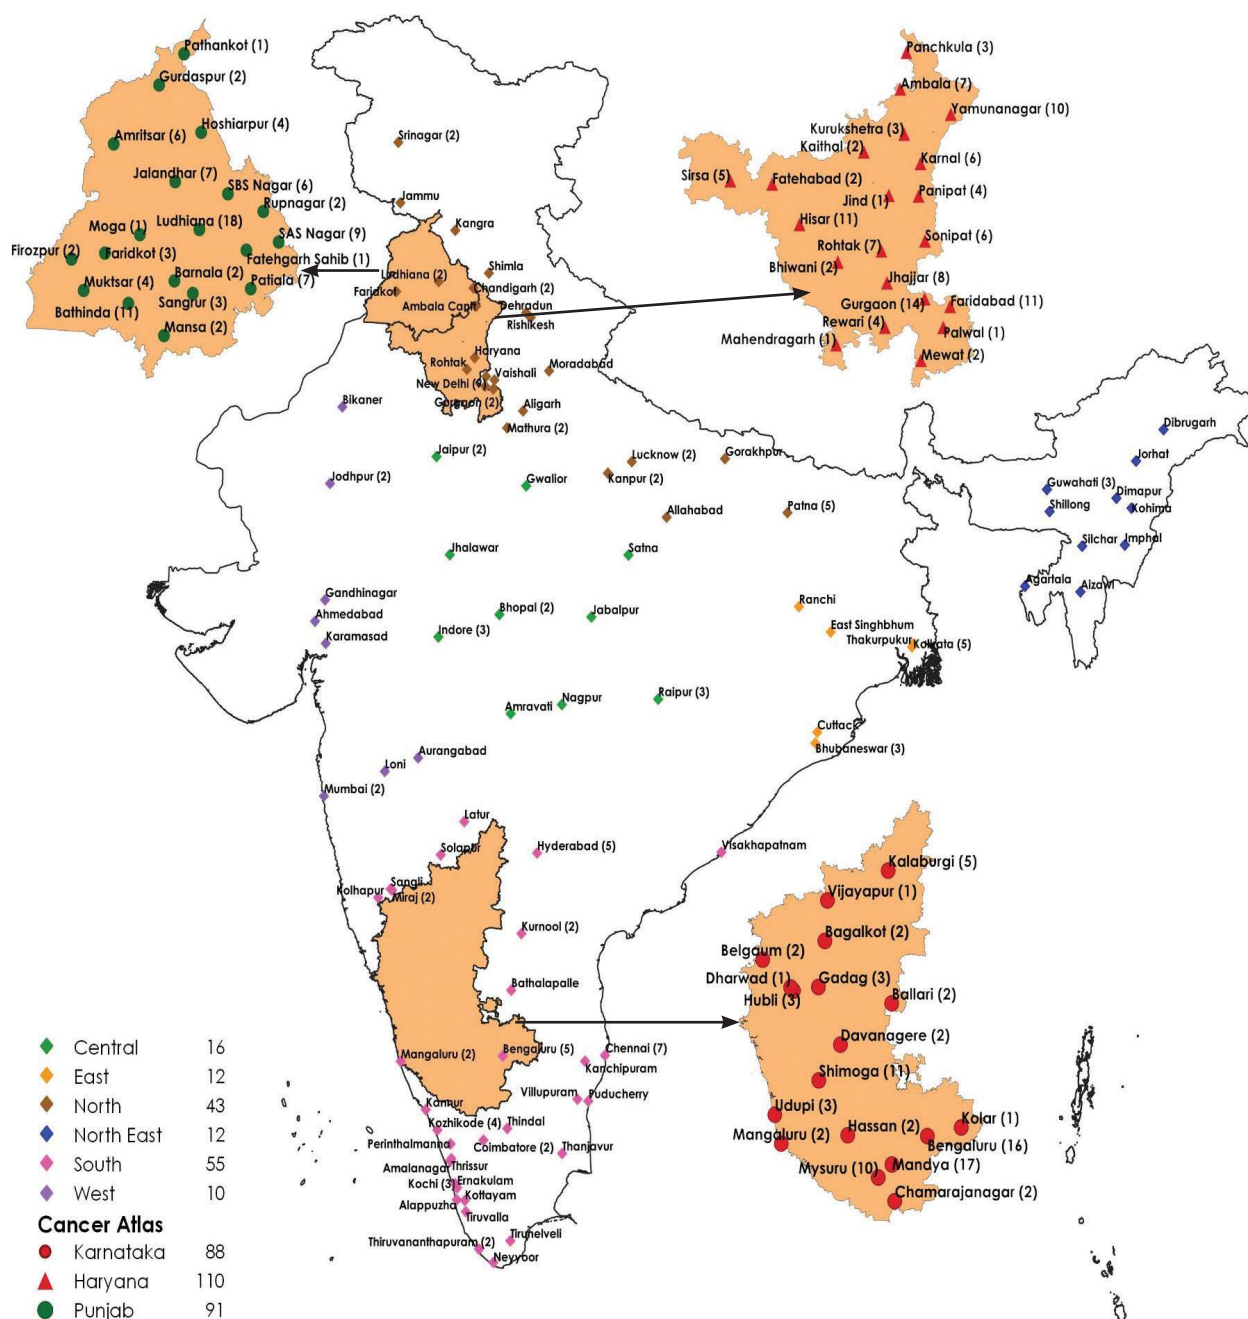 Pathankot (1)
Gurdaspur (2)
Hoshiarpur (4)
Amritsar (6)
Jalandhar (7)
SBS Nagar (6)
Rupnagar (2)
Ludhiana (18)
Moga (1)
SAS Nagar (9)
Firozpur (2)
Faridkot (3)
Fatehgarh Sahib (1)
Barnala (2)
Muktsar (4)
Patiala (7)
Sangrur (3)
Bathinda (11)
Mansa (2)
Panchkula (3)
Ambala (7)
Yamunanagar (10)
Kurukshetra (3)
Kaithal (2)
Karnal (6)
Sirsa (5)
Fatehabad (2)
Panipat (4)
Jind (1)
Hisar (11)
Sonipat (6)
Rohtak (7)
Bhiwani (2)
Jhajjar (8)
Gurgaon (14)
Faridabad (11)
Rewari (4)
Palwal (1)
Mahendragarh (1)
Mewat (2)
Srinagar (2)
Jammu
Kangra
Shimla
Ludhiana (2)
Chandigarh (2)
Faridkot
Ambala Cantt
Dehradun
Rishikesh
Haryana
Rohtak
Moradabad
Vaishali
New Delhi (9)
Gurgaon (2)
Aligarh
Mathura (2)
Bikaner
Jaipur (2)
Lucknow (2)
Gorakhpur
Jodhpur (2)
Gwalior
Kanpur (2)
Allahabad
Patna (5)
Dibrugarh
Jorhat
Guwahati (3)
Dimapur
Shillong
Kohima
Silchar
Imphal
Agartala
Aizawl
Jhalawar
Satna
Gandhinagar
Ahmedabad
Karamasad
Bhopal (2)
Jabalpur
Indore (3)
Ranchi
East Singhbhum
Thakurpukur
Kolkata (5)
Nagpur
Raipur (3)
Amravati
Cuttack
Bhubaneswar (3)
Aurangabad
Loni
Mumbai (2)
Latur
Solapur
Hyderabad (5)
Visakhapatnam
Sangli
Kolhapur
Miraj (2)
Kurnool (2)
Bathalapalle
Mangaluru (2)
Bengaluru (5)
Chennai (7)
Kanchipuram
Villupuram
Puducherry
Kannur
Kozhikode (4)
Thindal
Perinthalmanna
Coimbatore (2)
Thanjavur
Amalanagar
Thrissur
Kochi (3)
Ernakulam
Alappuzha
Kottayam
Tiruvalla
Thiruvananthapuram (2)
Tirunelveli
Neyyoor
Kalaburgi (5)
Vijayapur (1)
Bagalkot (2)
Belgaum (2)
Dharwad (1)
Gadag (3)
Hubli (3)
Ballari (2)
Davanagere (2)
Shimoga (11)
Udupi (3)
Kolar (1)
Mangaluru (2)
Hassan (2)
Bengaluru (16)
Mysuru (10)
Mandya (17)
Chamarajanagar (2)
Central 16
East 12
North 43
North East 12
South 55
West 10
Cancer Atlas
Karnataka 88
Haryana 110
Punjab 91